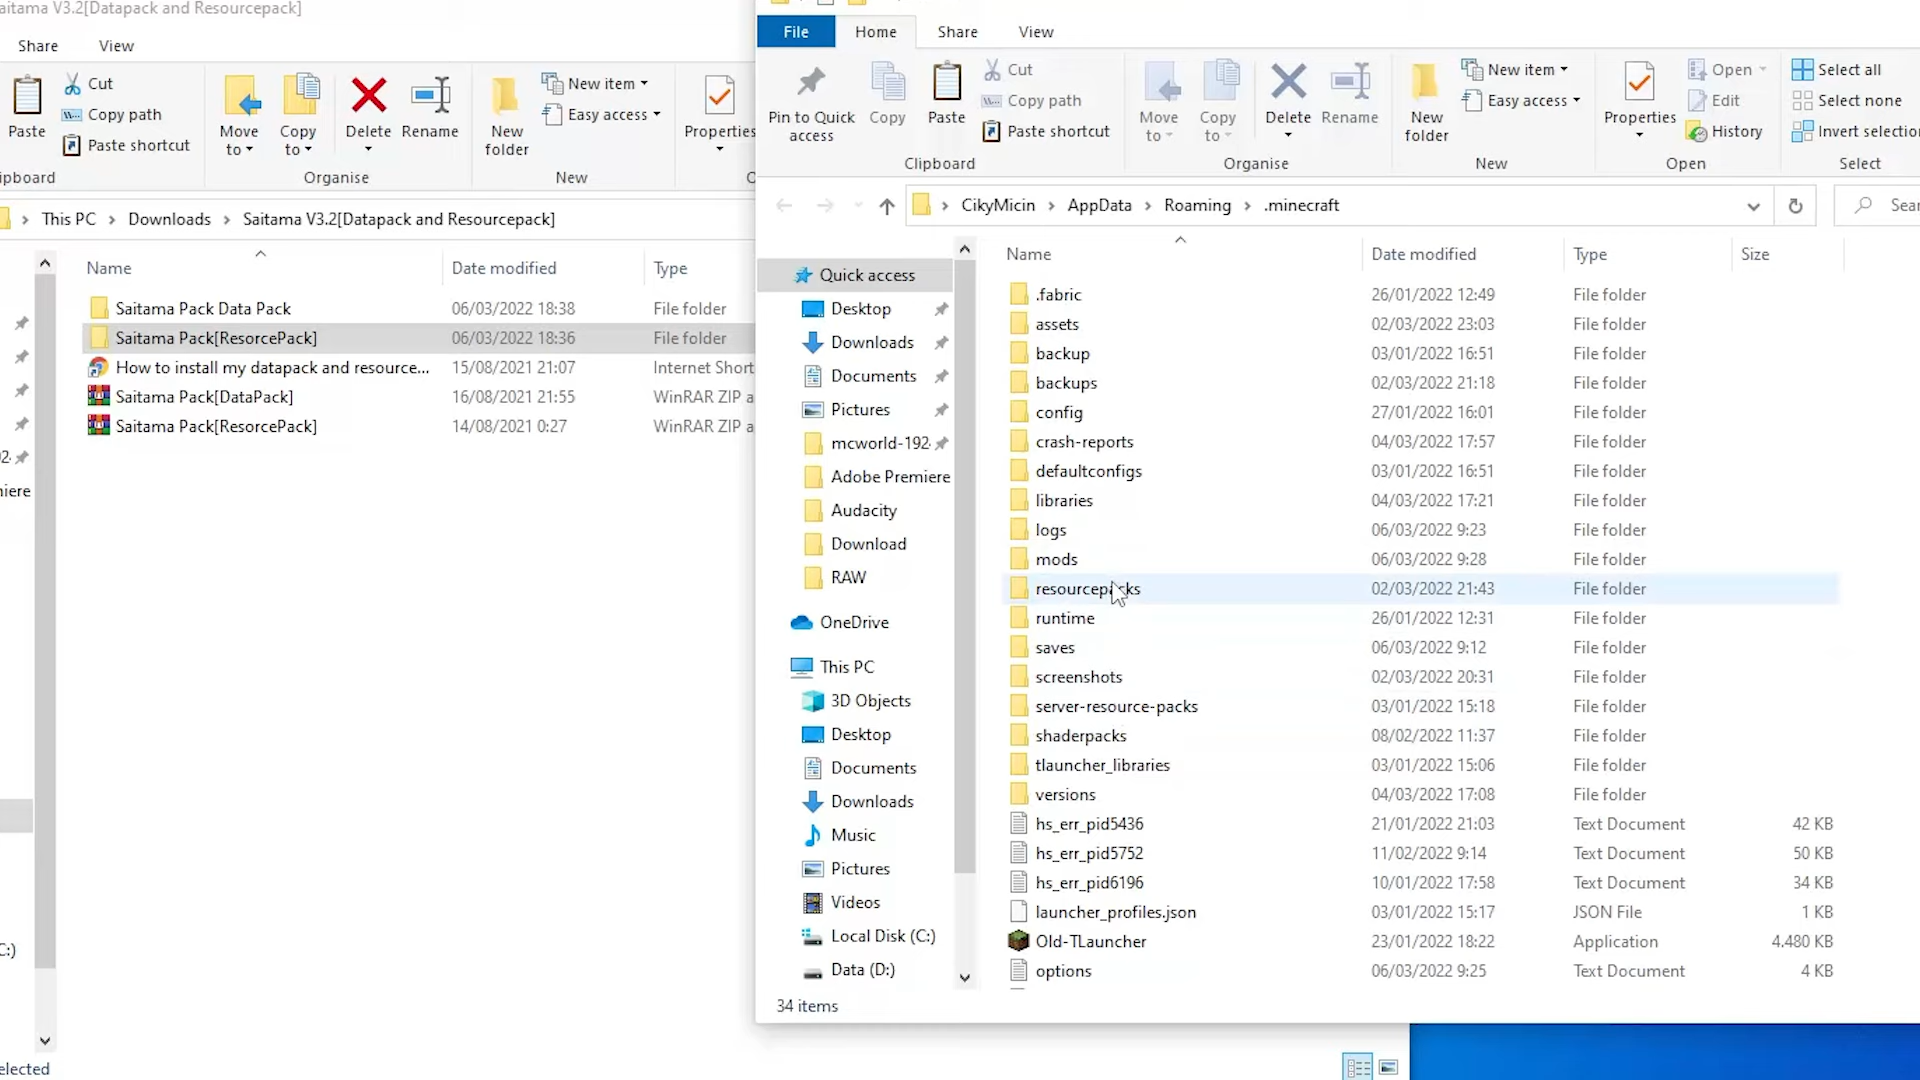 aitama V3.2[Datapack and Resourcepack]
Share View
Paste
Cut
Copy path
Paste shortcut
pboard
Move to
Copy to
Delete
Rename
Organise
New folder
New item
Easy access
New
Properties
This PC > Downloads > Saitama V3.2[Datapack and Resourcepack]
Name Date modified Type
Saitama Pack Data Pack 06/03/2022 18:38 File folder
Saitama Pack[ResorcePack] 06/03/2022 18:36 File folder
How to install my datapack and resource... 15/08/2021 21:07 Internet Short
Saitama Pack[DataPack] 16/08/2021 21:55 WinRAR ZIP a
Saitama Pack[ResorcePack] 14/08/2021 0:27 WinRAR ZIP a
iere
C:)
elected
File Home Share View
Pin to Quick access
Copy
Paste
Cut
Copy path
Paste shortcut
Clipboard
Move to
Copy to
Delete
Rename
Organise
New folder
New item
Easy access
New
Properties
Open
Edit
History
Open
Select all
Select none
Invert selectio
Select
> CikyMicin > AppData > Roaming > .minecraft
Sear
Quick access
Desktop
Downloads
Documents
Pictures
mcworld-192
Adobe Premiere
Audacity
Download
RAW
OneDrive
This PC
3D Objects
Desktop
Documents
Downloads
Music
Pictures
Videos
Local Disk (C:)
Data (D:)
Name Date modified Type Size
.fabric 26/01/2022 12:49 File folder
assets 02/03/2022 23:03 File folder
backup 03/01/2022 16:51 File folder
backups 02/03/2022 21:18 File folder
config 27/01/2022 16:01 File folder
crash-reports 04/03/2022 17:57 File folder
defaultconfigs 03/01/2022 16:51 File folder
libraries 04/03/2022 17:21 File folder
logs 06/03/2022 9:23 File folder
mods 06/03/2022 9:28 File folder
resourcepacks 02/03/2022 21:43 File folder
runtime 26/01/2022 12:31 File folder
saves 06/03/2022 9:12 File folder
screenshots 02/03/2022 20:31 File folder
server-resource-packs 03/01/2022 15:18 File folder
shaderpacks 08/02/2022 11:37 File folder
tlauncher_libraries 03/01/2022 15:06 File folder
versions 04/03/2022 17:08 File folder
hs_err_pid5436 21/01/2022 21:03 Text Document 42 KB
hs_err_pid5752 11/02/2022 9:14 Text Document 50 KB
hs_err_pid6196 10/01/2022 17:58 Text Document 34 KB
launcher_profiles.json 03/01/2022 15:17 JSON File 1 KB
Old-TLauncher 23/01/2022 18:22 Application 4.480 KB
options 06/03/2022 9:25 Text Document 4 KB
34 items